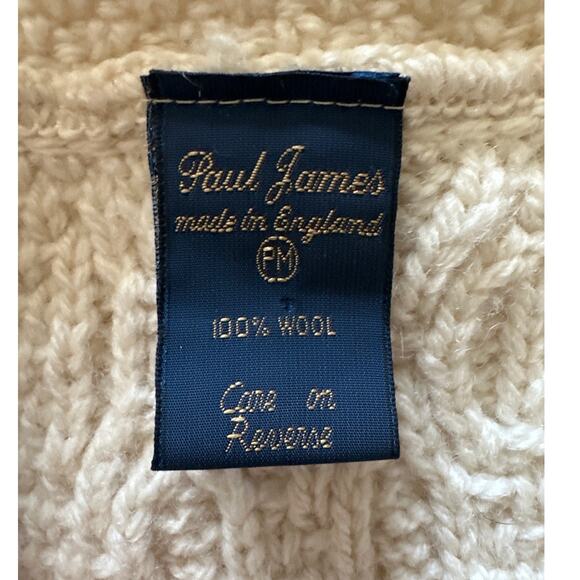 Paul James
made in England
PM
100% WOOL
Care on
Reverse